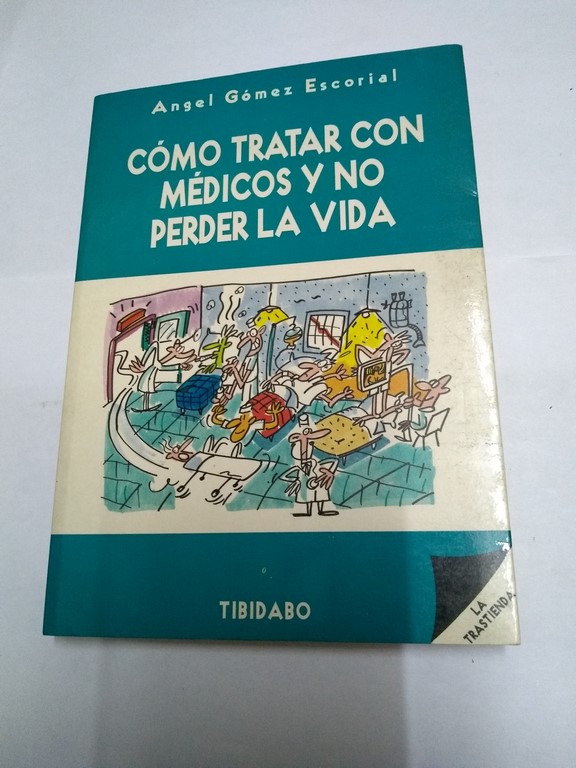 Angel Gómez Escorial
CÓMO TRATAR CON
MÉDICOS Y NO
PERDER LA VIDA
TIBIDABO
LA
TRASTIENDA